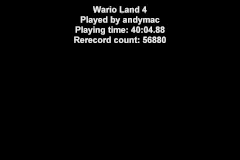 Wario Land 4
Played by andymac
Playing time: 40:04.88
Rerecord count: 56880